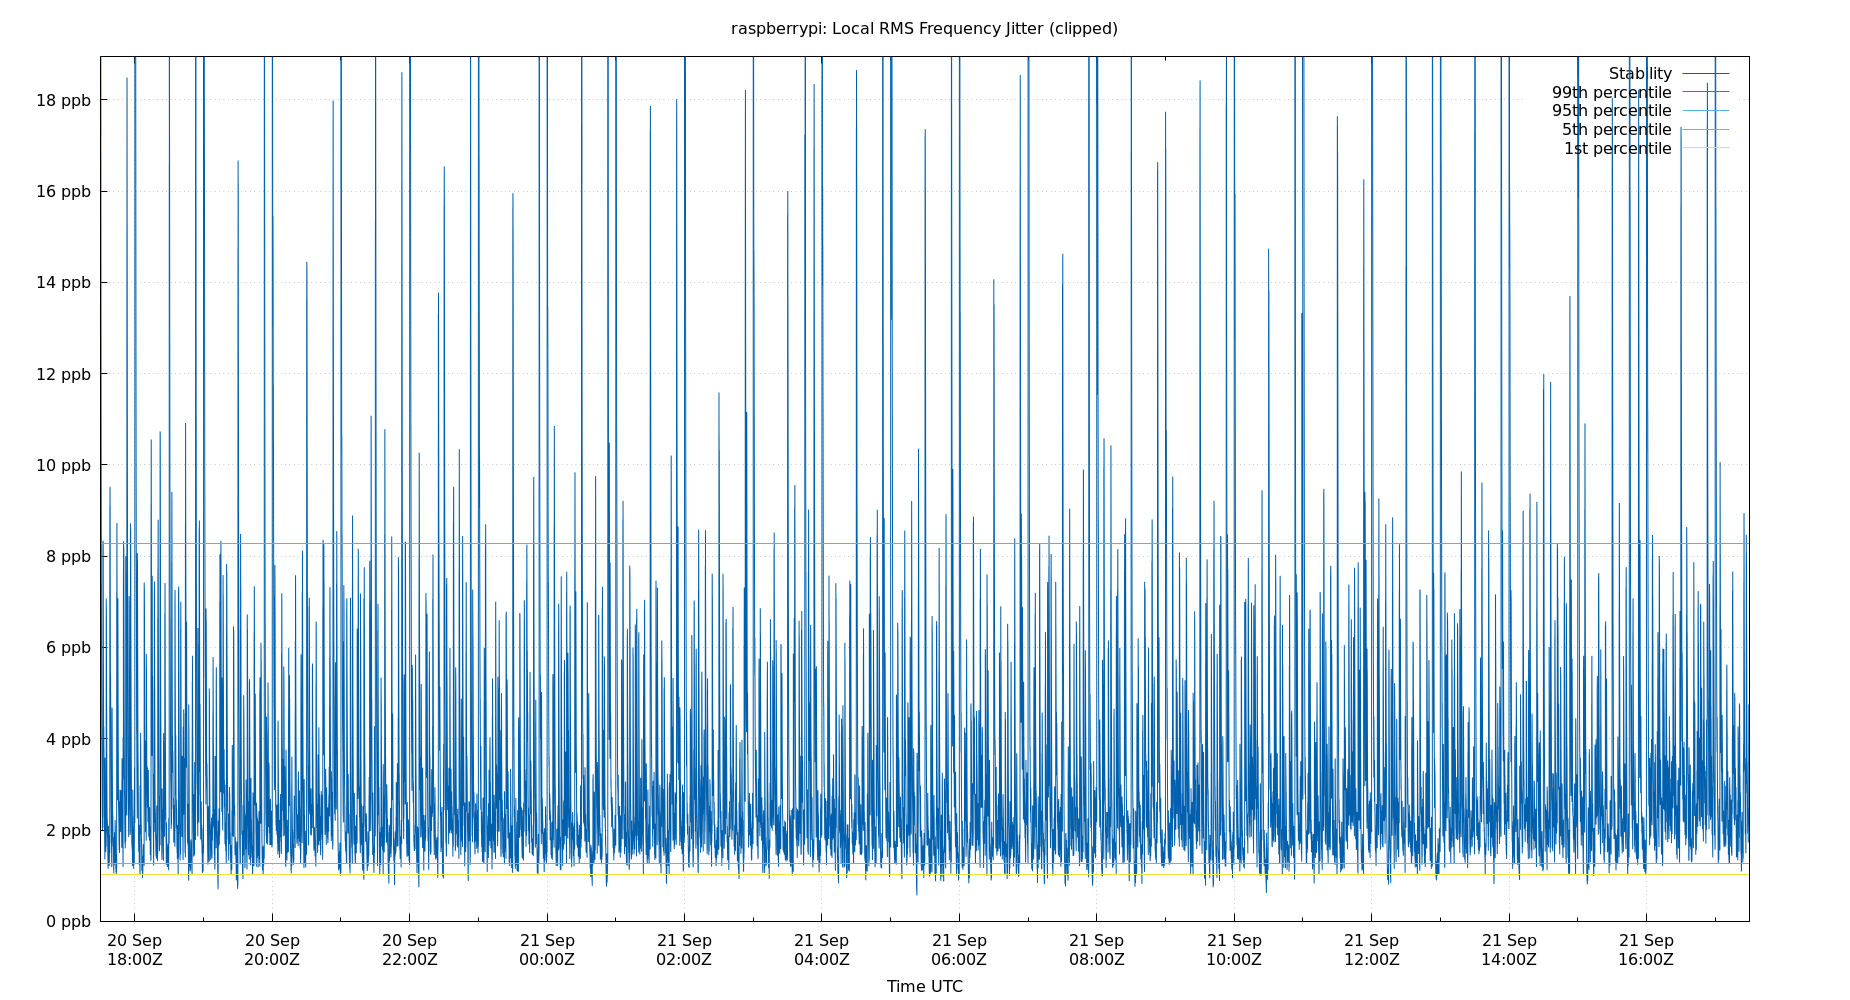 raspberrypi: Local RMS Frequency Jitter (clipped)
Stability
99th percentile
95th percentile
5th percentile
1st percentile
18 ppb
16 ppb
14 ppb
12 ppb
10 ppb
8 ppb
6 ppb
4 ppb
2 ppb
0 ppb
20 Sep 20 Sep 20 Sep 21 Sep 21 Sep 21 Sep 21 Sep 21 Sep 21 Sep 21 Sep 21 Sep 21 Sep
18:00Z 20:00Z 22:00Z 00:00Z 02:00Z 04:00Z 06:00Z 08:00Z 10:00Z 12:00Z 14:00Z 16:00Z
Time UTC